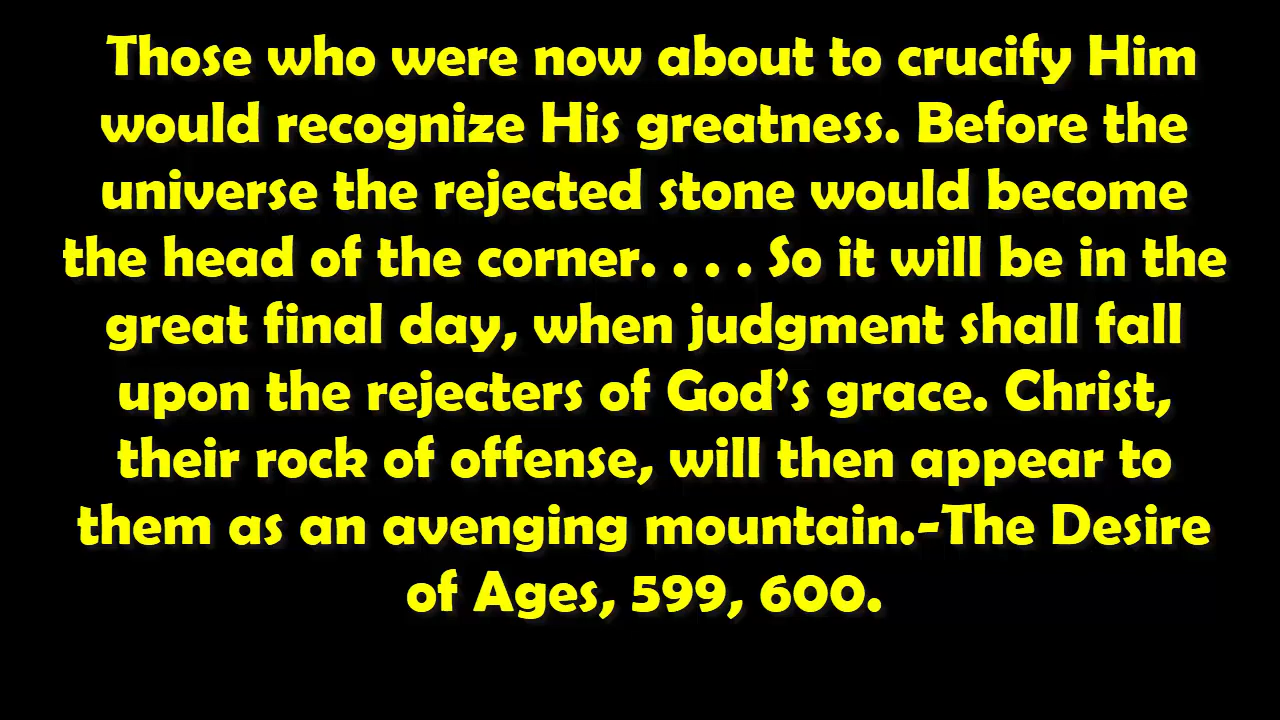 Those who were now about to crucify Him
would recognize His greatness. Before the
universe the rejected stone would become
the head of the corner. . . . So it will be in the
great final day, when judgment shall fall
upon the rejecters of God’s grace. Christ,
their rock of offense, will then appear to
them as an avenging mountain.-The Desire
of Ages, 599, 600.